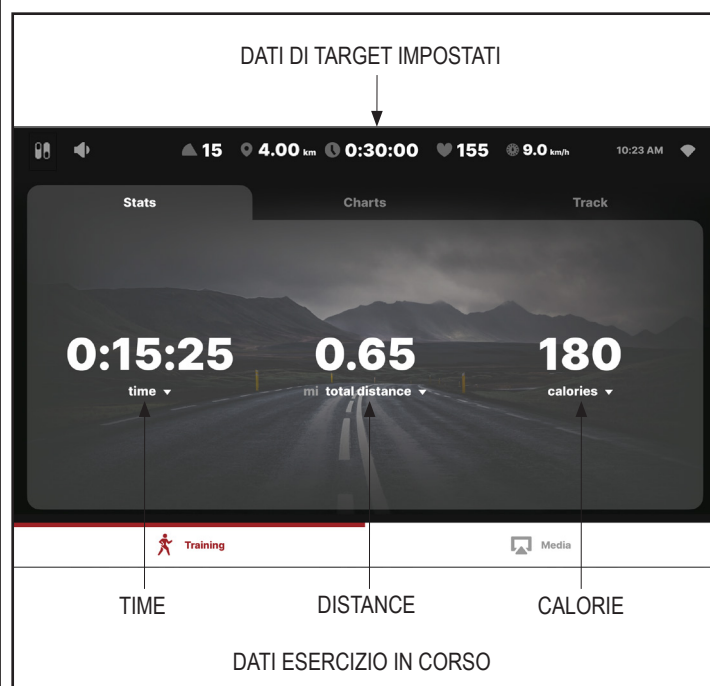 DATI DI TARGET IMPOSTATI
15 4.00 km 0:30:00 155 9.0 km/h 10:23 AM
Stats Charts Track
0:15:25 0.65 180
time mi total distance calories
Training Media
TIME DISTANCE CALORIE
DATI ESERCIZIO IN CORSO